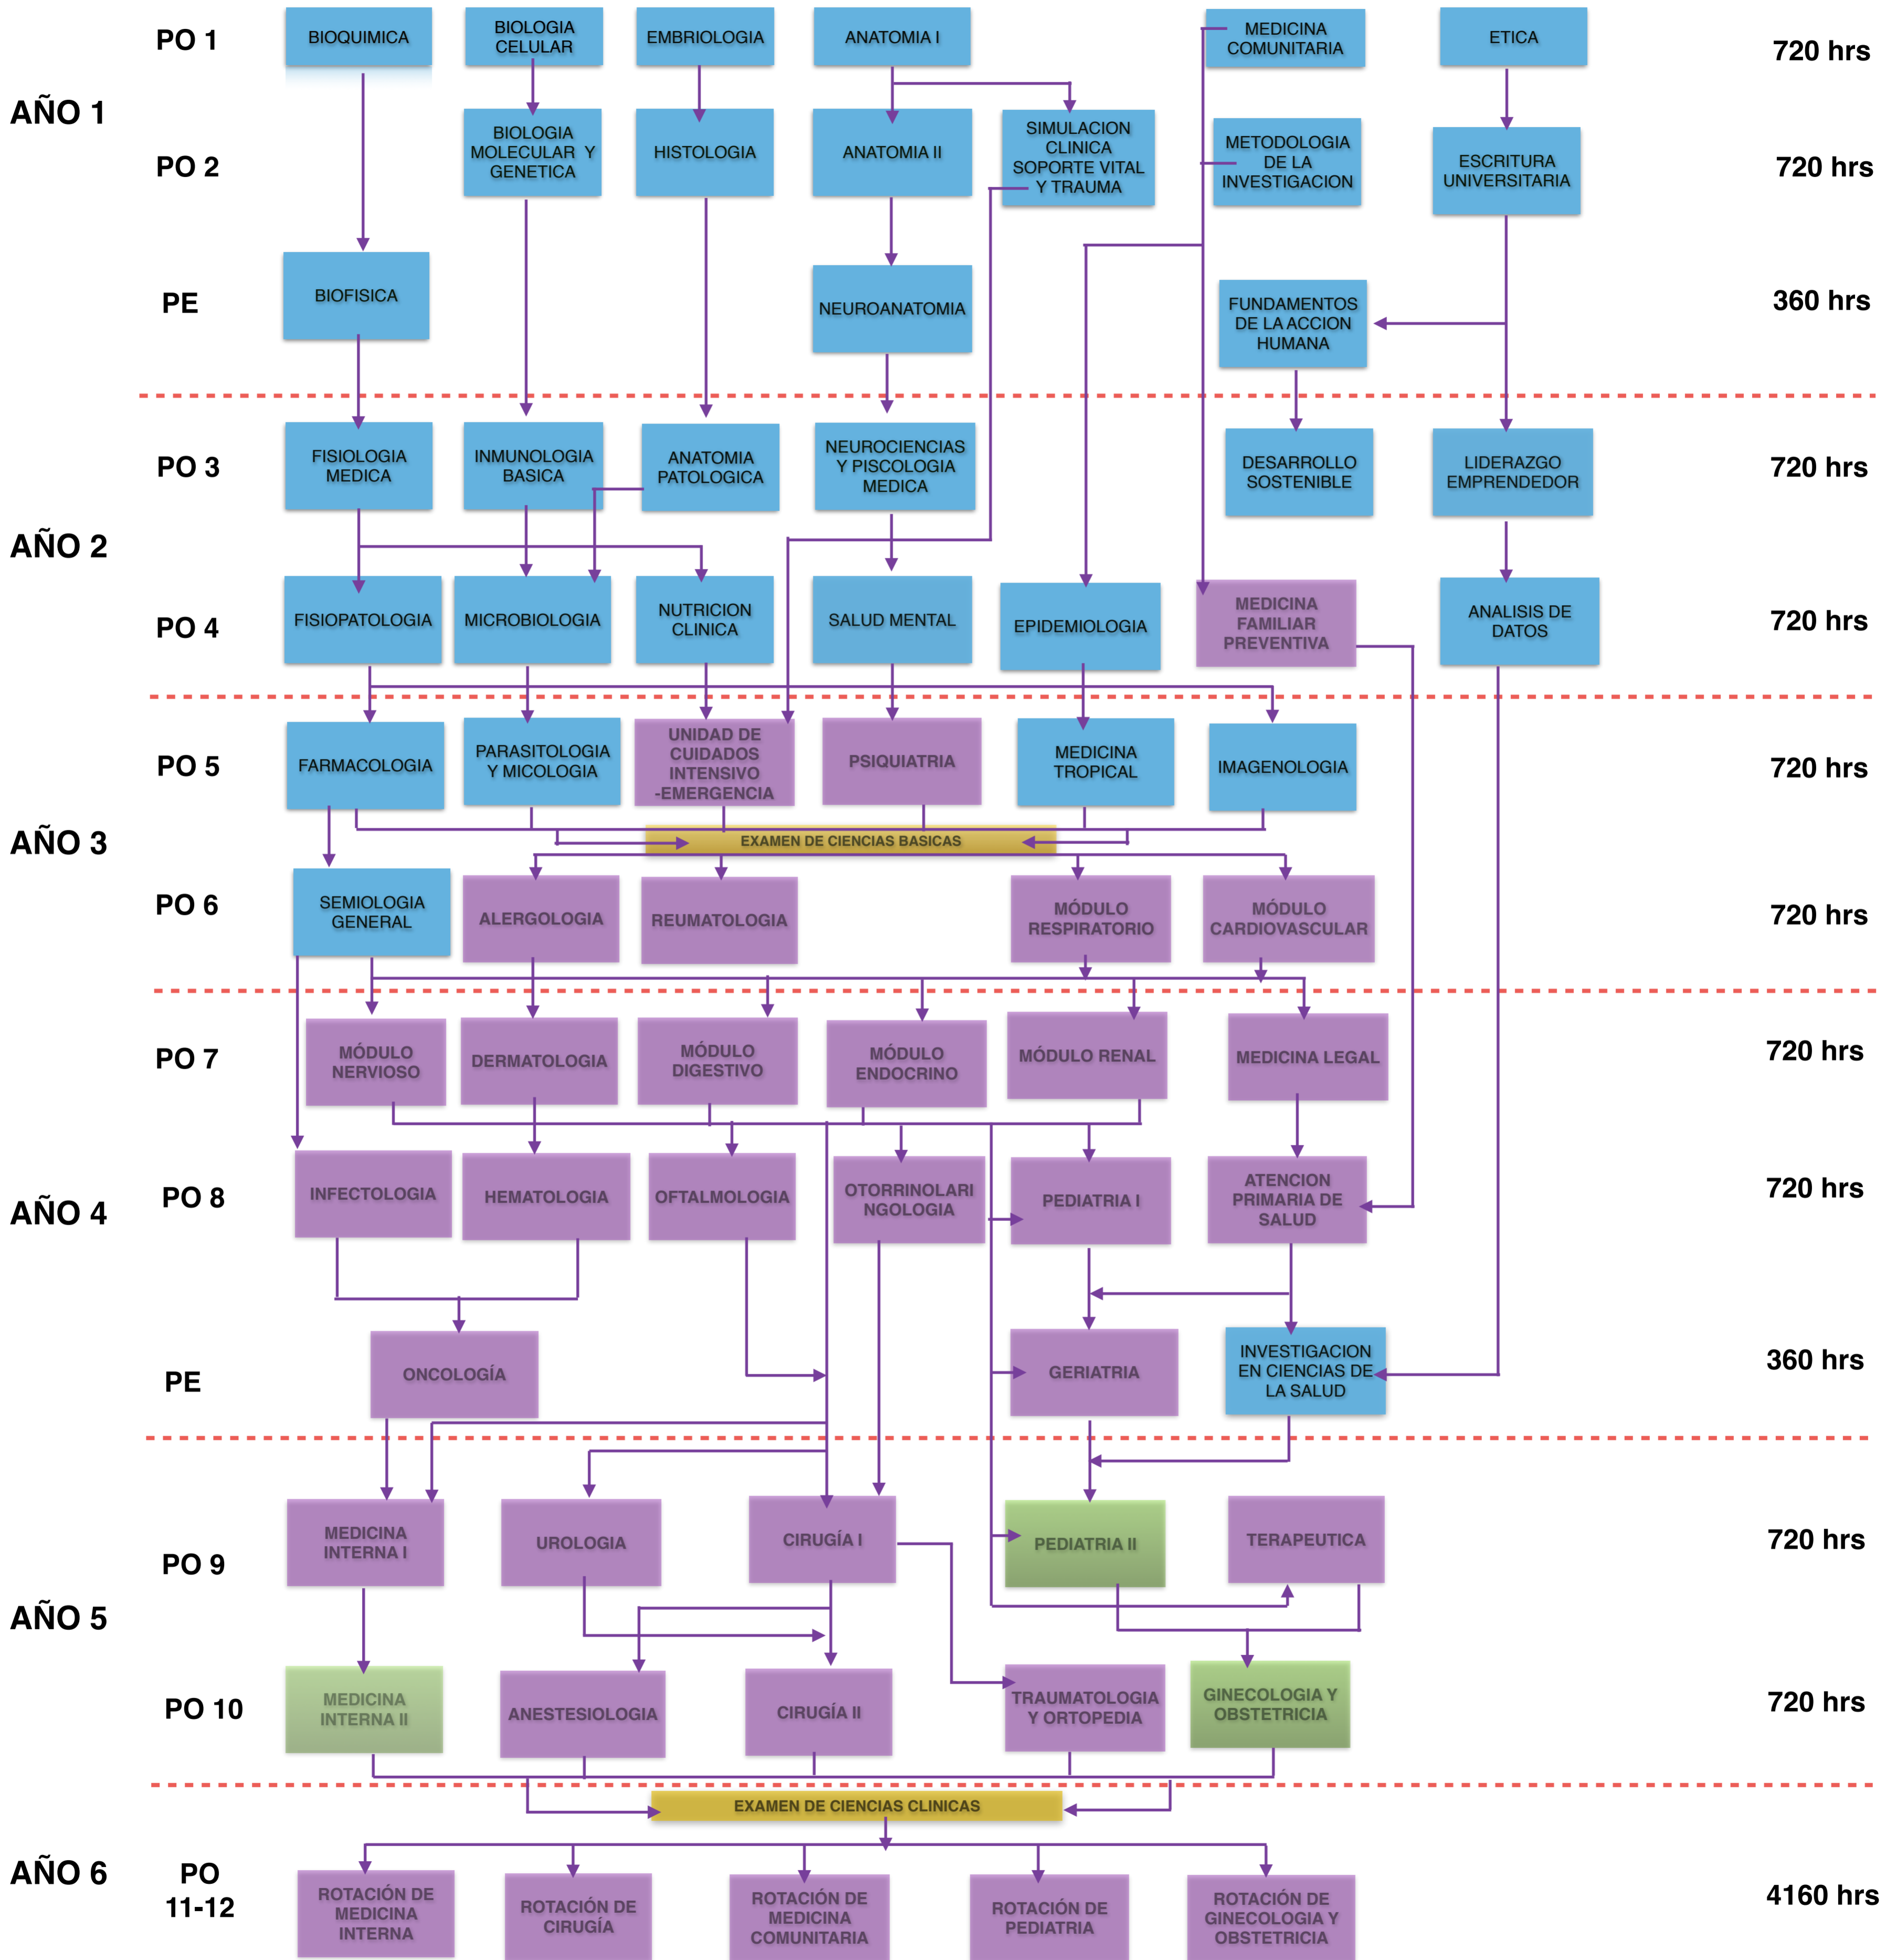 PO 1
BIOQUIMICA
BIOLOGIA
CELULAR
EMBRIOLOGIA
ANATOMIA I
MEDICINA
COMUNITARIA
ETICA
720 hrs
AÑO 1
PO 2
BIOLOGIA
MOLECULAR Y
GENETICA
HISTOLOGIA
ANATOMIA II
SIMULACION
CLINICA
SOPORTE VITAL
Y TRAUMA
METODOLOGIA
DE LA
INVESTIGACION
ESCRITURA
UNIVERSITARIA
720 hrs
PE
BIOFISICA
NEUROANATOMIA
FUNDAMENTOS
DE LA ACCION
HUMANA
360 hrs
PO 3
FISIOLOGIA
MEDICA
INMUNOLOGIA
BASICA
ANATOMIA
PATOLOGICA
NEUROCIENCIAS
Y PISCOLOGIA
MEDICA
DESARROLLO
SOSTENIBLE
LIDERAZGO
EMPRENDEDOR
720 hrs
AÑO 2
PO 4
FISIOPATOLOGIA
MICROBIOLOGIA
NUTRICION
CLINICA
SALUD MENTAL
EPIDEMIOLOGIA
MEDICINA
FAMILIAR
PREVENTIVA
ANALISIS DE
DATOS
720 hrs
PO 5
FARMACOLOGIA
PARASITOLOGIA
Y MICOLOGIA
UNIDAD DE
CUIDADOS
INTENSIVO
-EMERGENCIA
PSIQUIATRIA
MEDICINA
TROPICAL
IMAGENOLOGIA
720 hrs
AÑO 3
EXAMEN DE CIENCIAS BASICAS
PO 6
SEMIOLOGIA
GENERAL
ALERGOLOGIA
REUMATOLOGIA
MÓDULO
RESPIRATORIO
MÓDULO
CARDIOVASCULAR
720 hrs
PO 7
MÓDULO
NERVIOSO
DERMATOLOGIA
MÓDULO
DIGESTIVO
MÓDULO
ENDOCRINO
MÓDULO RENAL
MEDICINA LEGAL
720 hrs
AÑO 4
PO 8
INFECTOLOGIA
HEMATOLOGIA
OFTALMOLOGIA
OTORRINOLARI
NGOLOGIA
PEDIATRIA I
ATENCION
PRIMARIA DE
SALUD
720 hrs
PE
ONCOLOGÍA
GERIATRIA
INVESTIGACION
EN CIENCIAS DE
LA SALUD
360 hrs
PO 9
MEDICINA
INTERNA I
UROLOGIA
CIRUGÍA I
PEDIATRIA II
TERAPEUTICA
720 hrs
AÑO 5
PO 10
MEDICINA
INTERNA II
ANESTESIOLOGIA
CIRUGÍA II
TRAUMATOLOGIA
Y ORTOPEDIA
GINECOLOGIA Y
OBSTETRICIA
720 hrs
EXAMEN DE CIENCIAS CLINICAS
AÑO 6
PO
11-12
ROTACIÓN DE
MEDICINA
INTERNA
ROTACIÓN DE
CIRUGÍA
ROTACIÓN DE
MEDICINA
COMUNITARIA
ROTACIÓN DE
PEDIATRIA
ROTACIÓN DE
GINECOLOGIA Y
OBSTETRICIA
4160 hrs